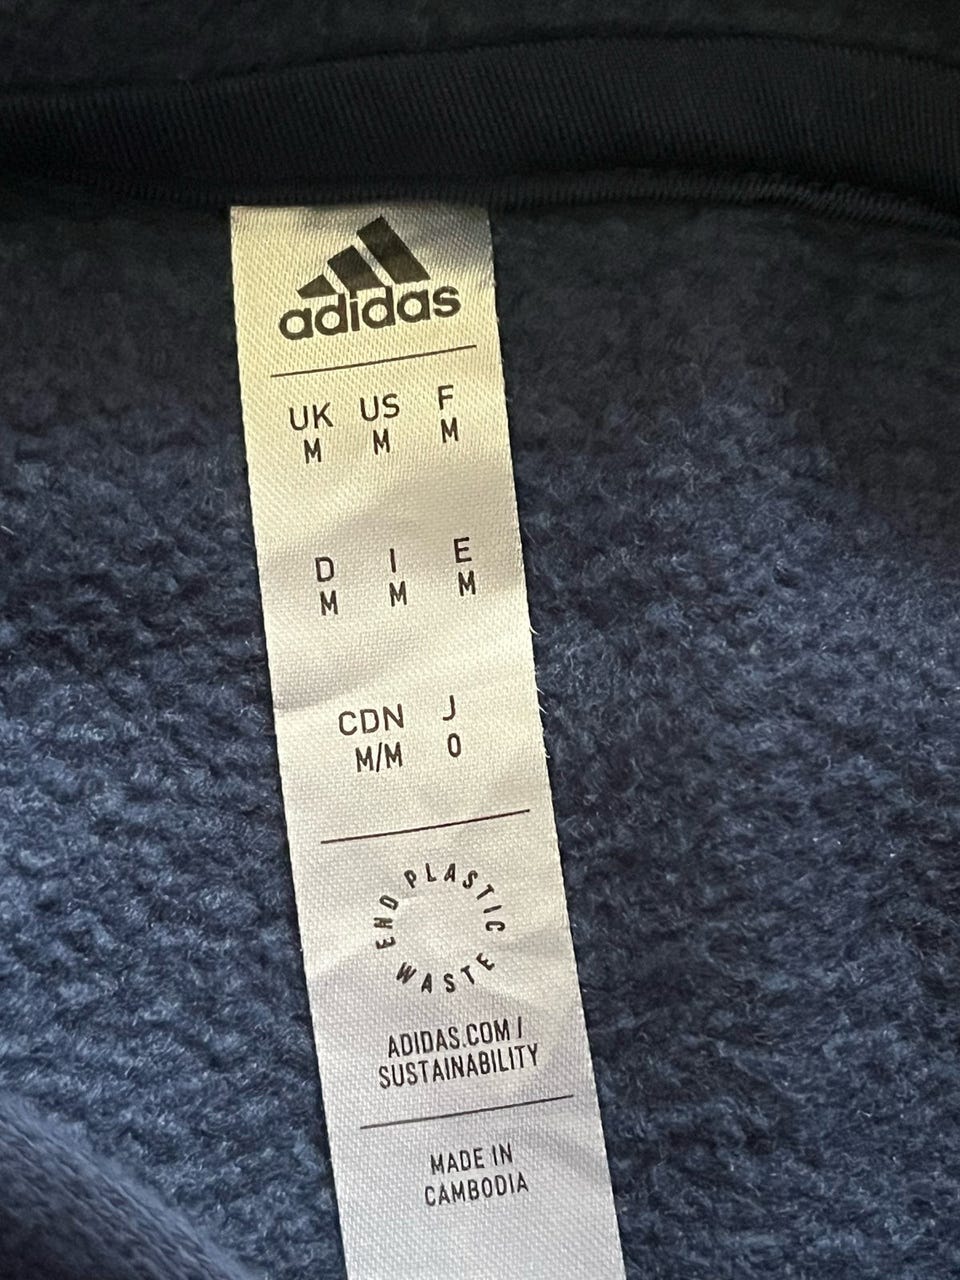 adidas
UK US F
M M M
D I E
M M M
CDN J
M/M O
END PLASTIC WASTE
ADIDAS.COM/
SUSTAINABILITY
MADE IN
CAMBODIA